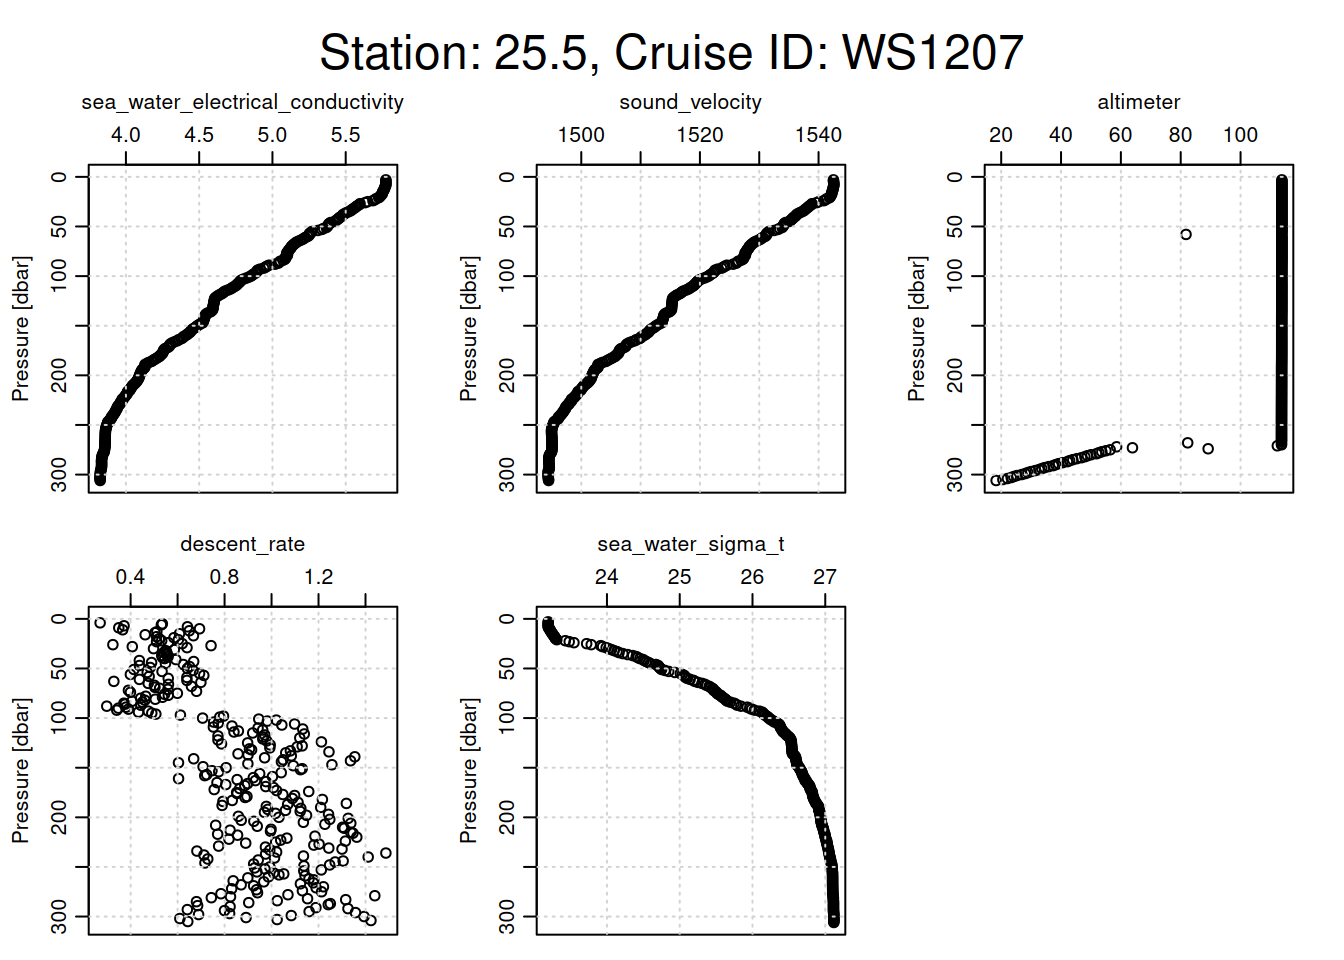 Station: 25.5, Cruise ID: WS1207
sea_water_electrical_conductivity
4.0 4.5 5.0 5.5
Pressure [dbar]
0
50
100
200
300
sound_velocity
1500 1520 1540
Pressure [dbar]
0
50
100
200
300
altimeter
20 40 60 80 100
Pressure [dbar]
0
50
100
200
300
descent_rate
0.4 0.8 1.2
Pressure [dbar]
0
50
100
200
300
sea_water_sigma_t
24 25 26 27
Pressure [dbar]
0
50
100
200
300